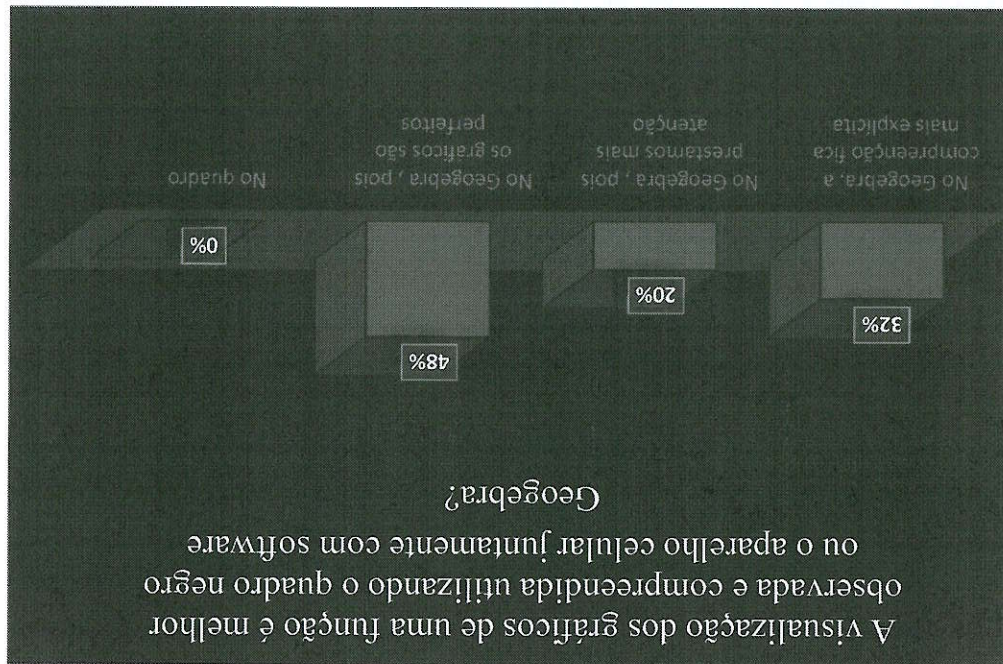 A visualização dos gráficos de uma função é melhor
observada e compreendida utilizando o quadro negro
ou o aparelho celular juntamente com software
Geogebra?
32%
20%
48%
0%
No Geogebra, a
compreenção fica
mais explicita
No Geogebra , pois
prestamos mais
atenção
No Geogebra , pois
os gráficos são
perfeitos
No quadro